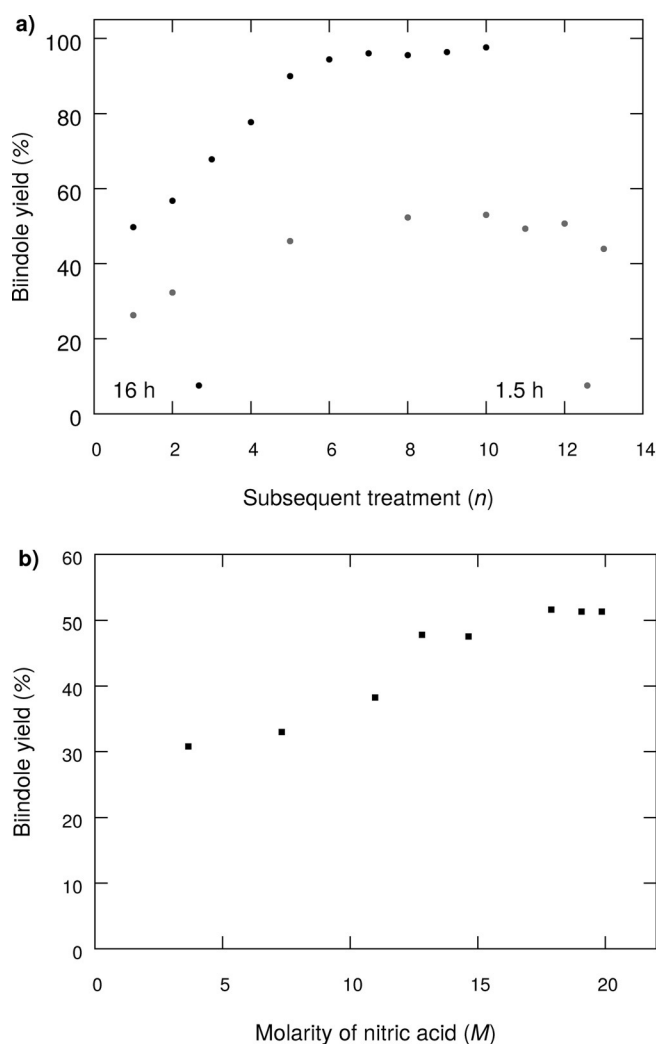 a)
100
80
60
40
20
0
Biindole yield (%)
16 h
1.5 h
0 2 4 6 8 10 12 14
Subsequent treatment (n)
b)
60
50
40
30
20
10
0
Biindole yield (%)
0 5 10 15 20
Molarity of nitric acid (M)